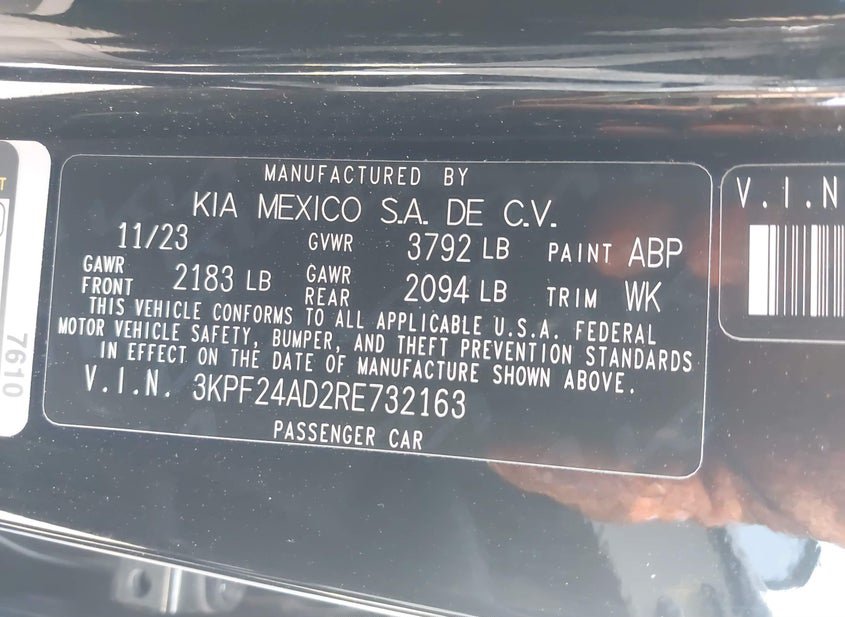 MANUFACTURED BY
KIA MEXICO S.A. DE C.V.
11/23 GVWR 3792 LB PAINT ABP
GAWR FRONT 2183 LB GAWR REAR 2094 LB TRIM WK
THIS VEHICLE CONFORMS TO ALL APPLICABLE U.S.A. FEDERAL
MOTOR VEHICLE SAFETY, BUMPER, AND THEFT PREVENTION STANDARDS
IN EFFECT ON THE DATE OF MANUFACTURE SHOWN ABOVE.
V.I.N. 3KPF24AD2RE732163
PASSENGER CAR
V.I.N
7610